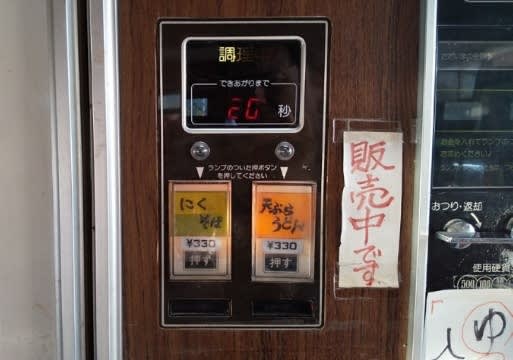 調理中
できあがりまで
20 秒
ランプのついた押ボタン
を押してください
にく
そば
¥330
押す
天ぷら
うどん
¥330
押す
販売中です
おつり・返却
使用硬貨
ゆ